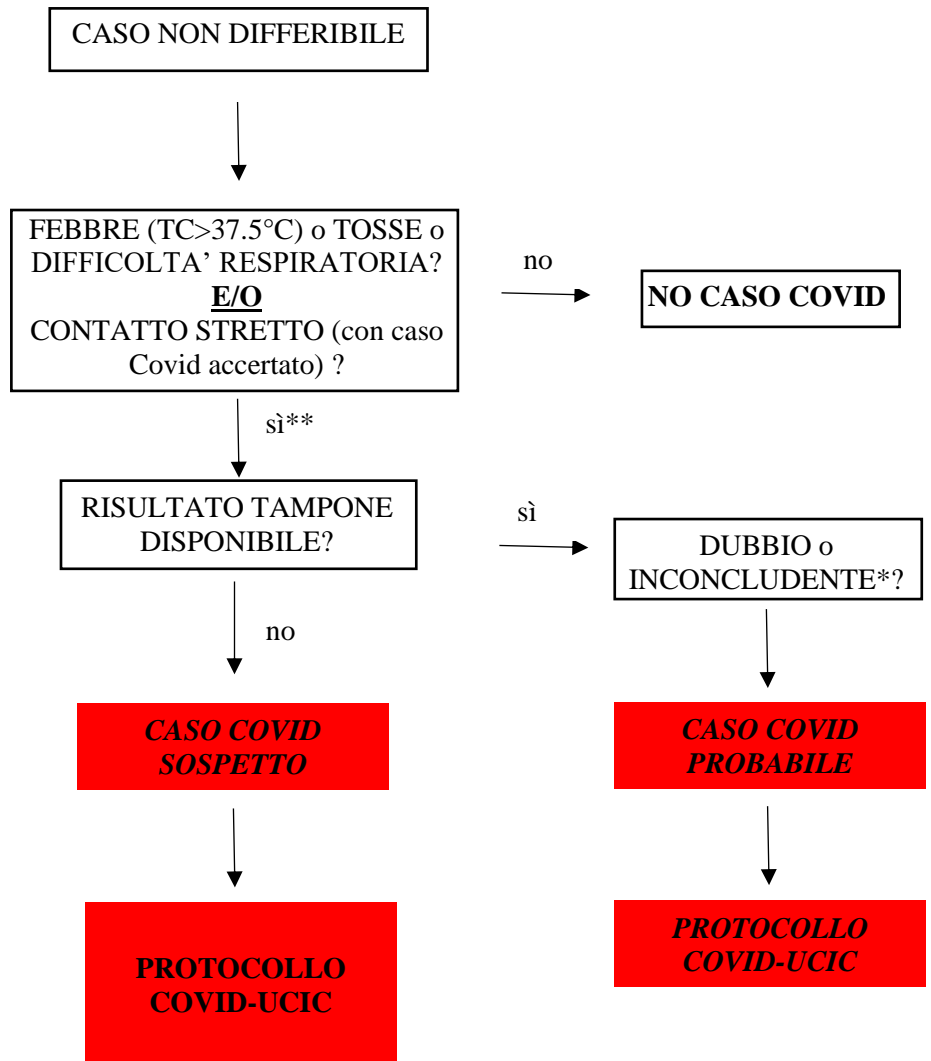 CASO NON DIFFERIBILE
FEBBRE (TC>37.5°C) o TOSSE o
DIFFICOLTA’ RESPIRATORIA?
E/O
CONTATTO STRETTO (con caso
Covid accertato) ?
no
NO CASO COVID
sì**
RISULTATO TAMPONE
DISPONIBILE?
sì
DUBBIO o
INCONCLUDENTE*?
no
CASO COVID
SOSPETTO
CASO COVID
PROBABILE
PROTOCOLLO
COVID-UCIC
PROTOCOLLO
COVID-UCIC